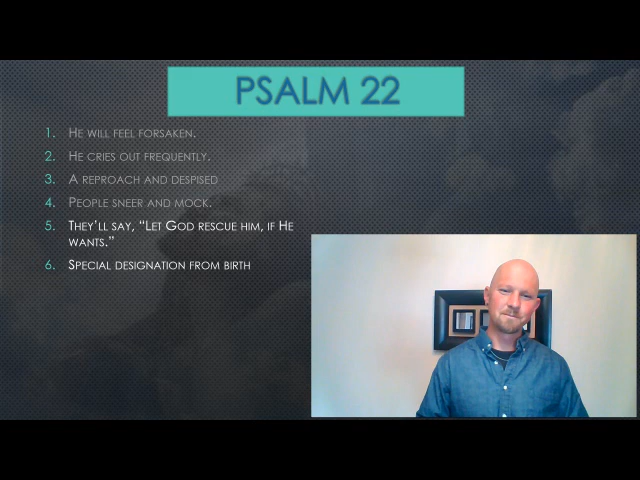 PSALM 22
1. He will feel forsaken.
2. He cries out frequently.
3. A reproach and despised
4. People sneer and mock.
5. They'll say, “Let God rescue him, if He
wants.”
6. Special designation from birth